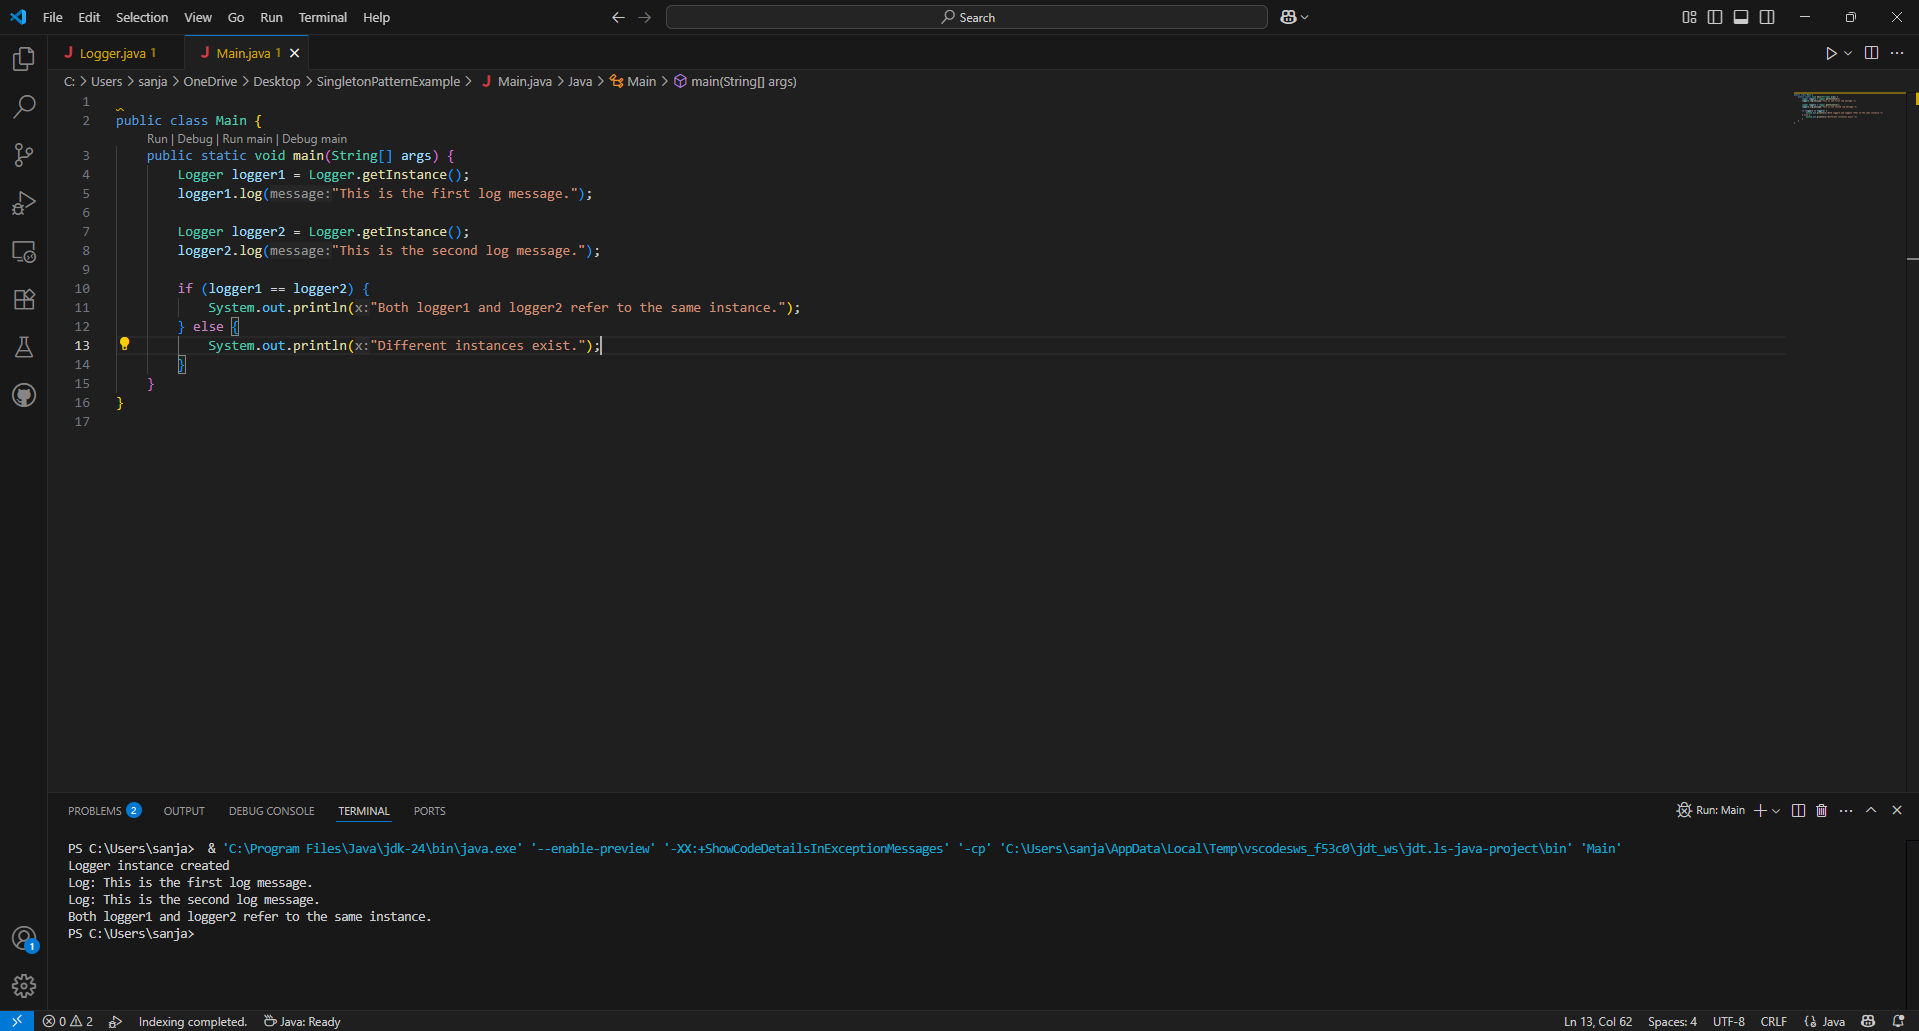 File Edit Selection View Go Run Terminal Help Search
Logger.java 1 Main.java 1
C: > Users > sanja > OneDrive > Desktop > SingletonPatternExample > J Main.java > Java > Main > main(String[] args)
1
2 public class Main {
Run | Debug | Run main | Debug main
3 public static void main(String[] args) {
4 Logger logger1 = Logger.getInstance();
5 logger1.log(message:"This is the first log message.");
6
7 Logger logger2 = Logger.getInstance();
8 logger2.log(message:"This is the second log message.");
9
10 if (logger1 == logger2) {
11 System.out.println(x:"Both logger1 and logger2 refer to the same instance.");
12 } else {
13 System.out.println(x:"Different instances exist.");
14 }
15 }
16 }
17
PROBLEMS 2 OUTPUT DEBUG CONSOLE TERMINAL PORTS Run: Main
PS C:\Users\sanja> & 'C:\Program Files\Java\jdk-24\bin\java.exe' '--enable-preview' '-XX:+ShowCodeDetailsInExceptionMessages' '-cp' 'C:\Users\sanja\AppData\Local\Temp\vscodesws_f53c0\jdt_ws\jdt.ls-java-project\bin' 'Main'
Logger instance created
Log: This is the first log message.
Log: This is the second log message.
Both logger1 and logger2 refer to the same instance.
PS C:\Users\sanja>
1
0 2 Indexing completed. Java: Ready Ln 13, Col 62 Spaces: 4 UTF-8 CRLF {} Java